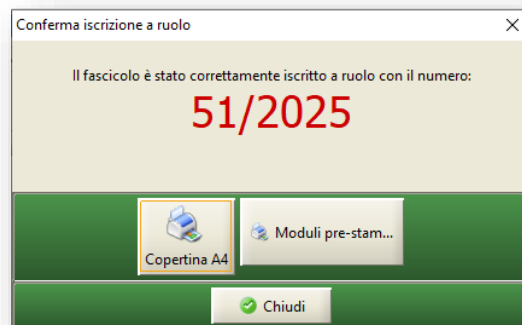 Conferma iscrizione a ruolo
Il fascicolo è stato correttamente iscritto a ruolo con il numero:
51/2025
Copertina A4
Moduli pre-stam...
Chiudi